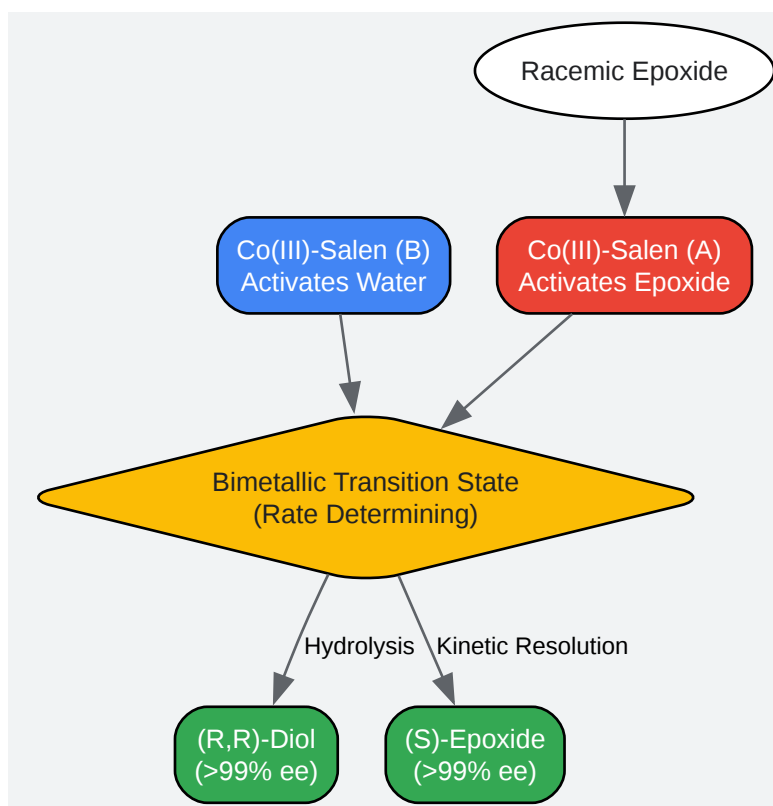 Racemic Epoxide
Co(III)-Salen (B)
Activates Water
Co(III)-Salen (A)
Activates Epoxide
Bimetallic Transition State
(Rate Determining)
Hydrolysis
Kinetic Resolution
(R,R)-Diol
(>99% ee)
(S)-Epoxide
(>99% ee)